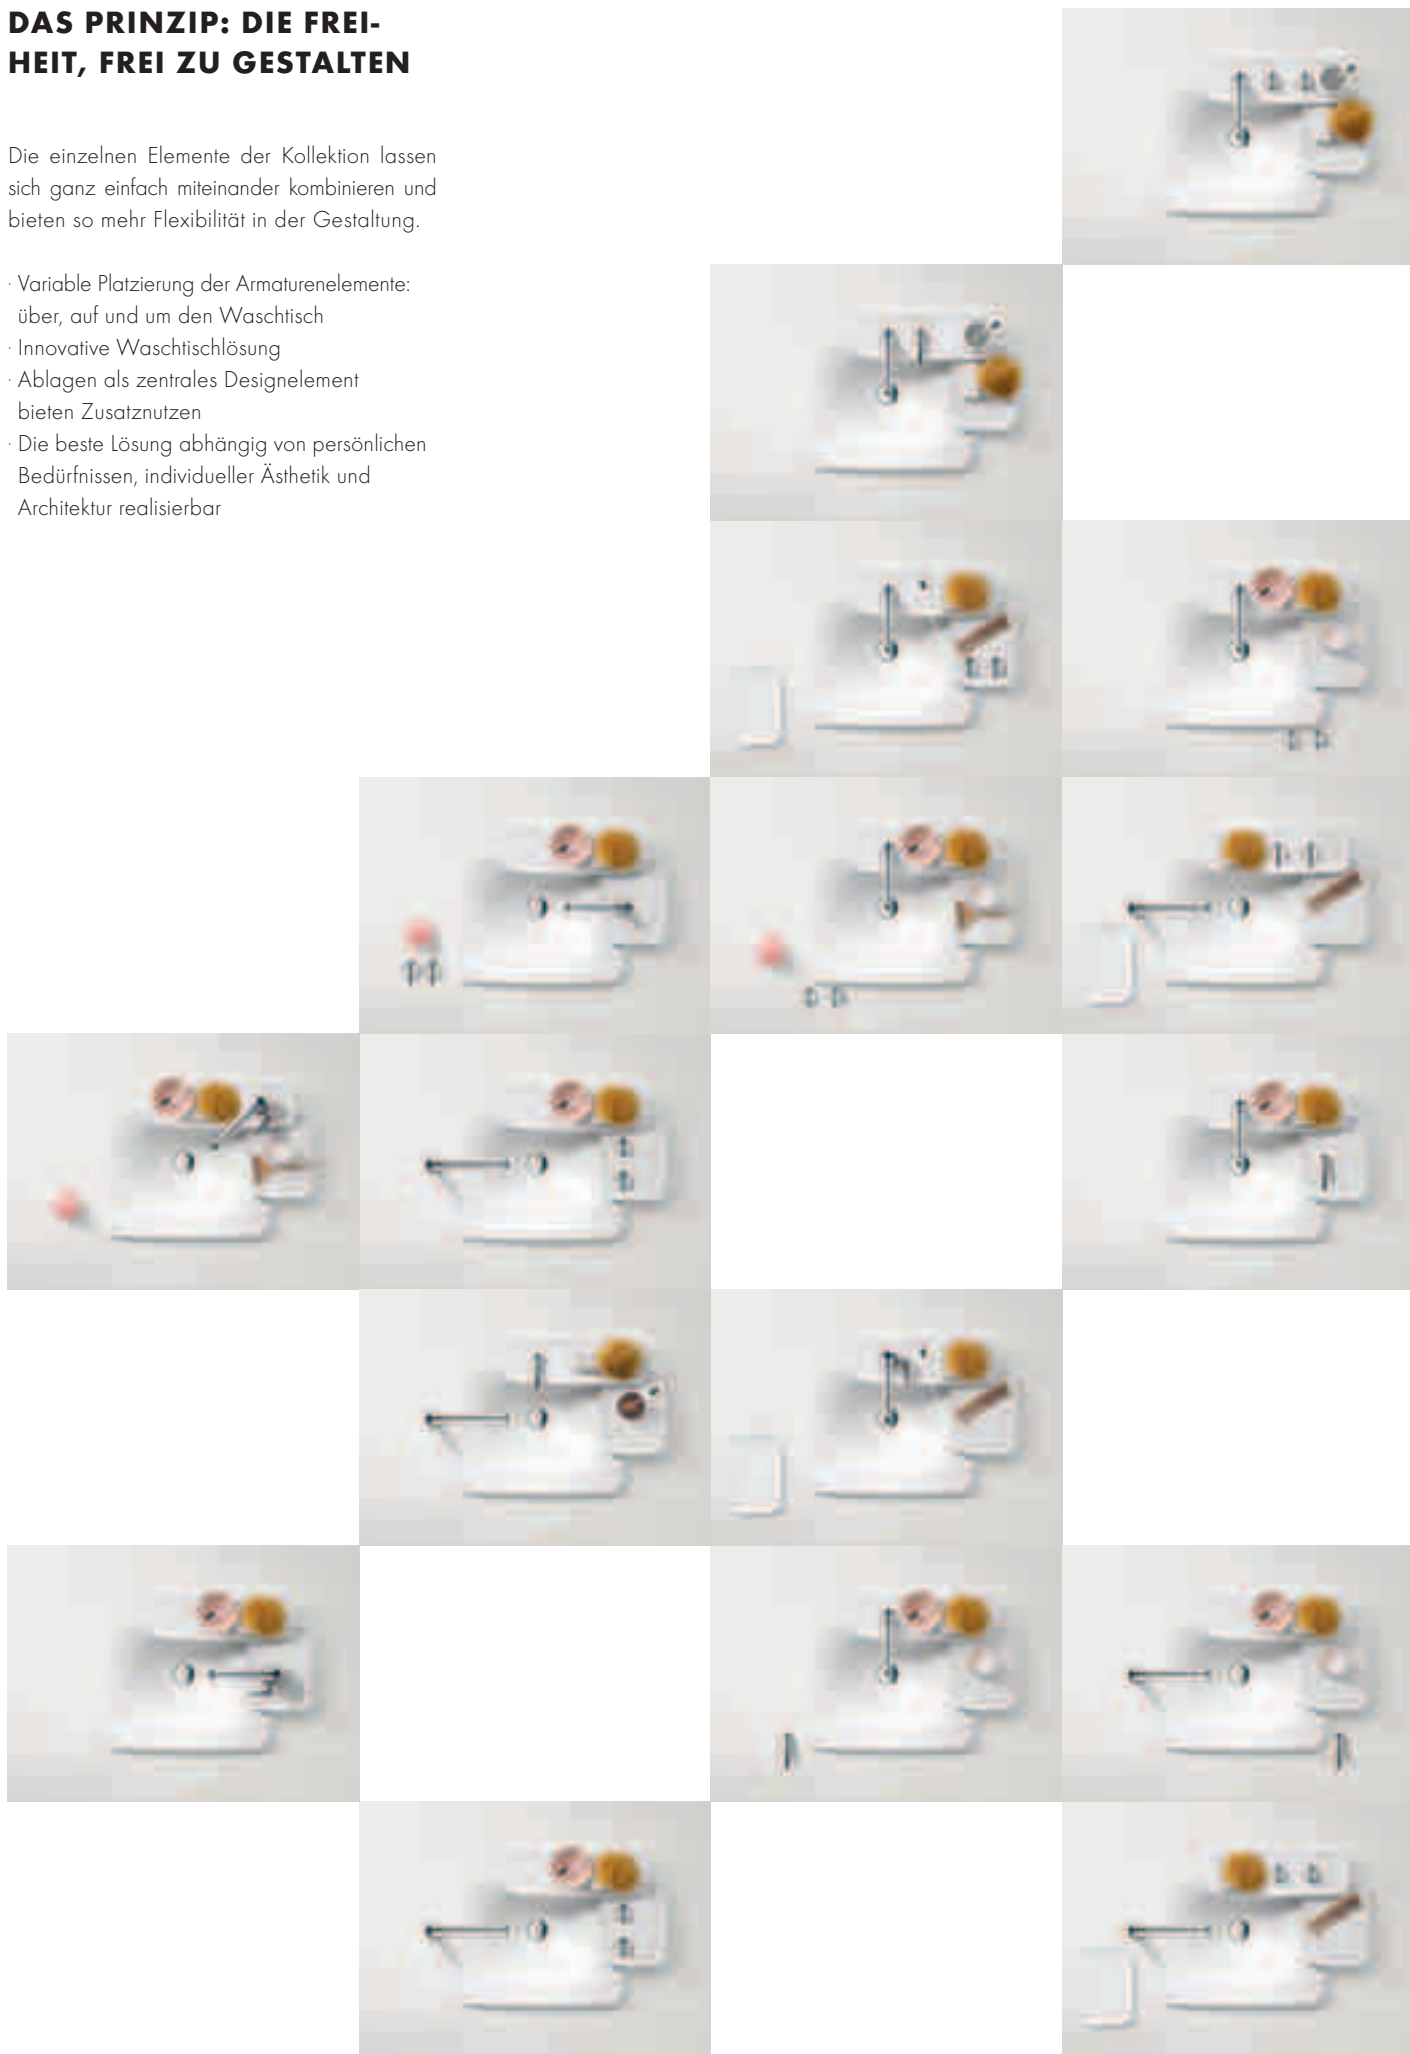 DAS PRINZIP: DIE FREI-
HEIT, FREI ZU GESTALTEN
Die einzelnen Elemente der Kollektion lassen
sich ganz einfach miteinander kombinieren und
bieten so mehr Flexibilität in der Gestaltung.
· Variable Platzierung der Armaturenelemente:
über, auf und um den Waschtisch
· Innovative Waschtischlösung
· Ablagen als zentrales Designelement
bieten Zusatznutzen
· Die beste Lösung abhängig von persönlichen
Bedürfnissen, individueller Ästhetik und
Architektur realisierbar